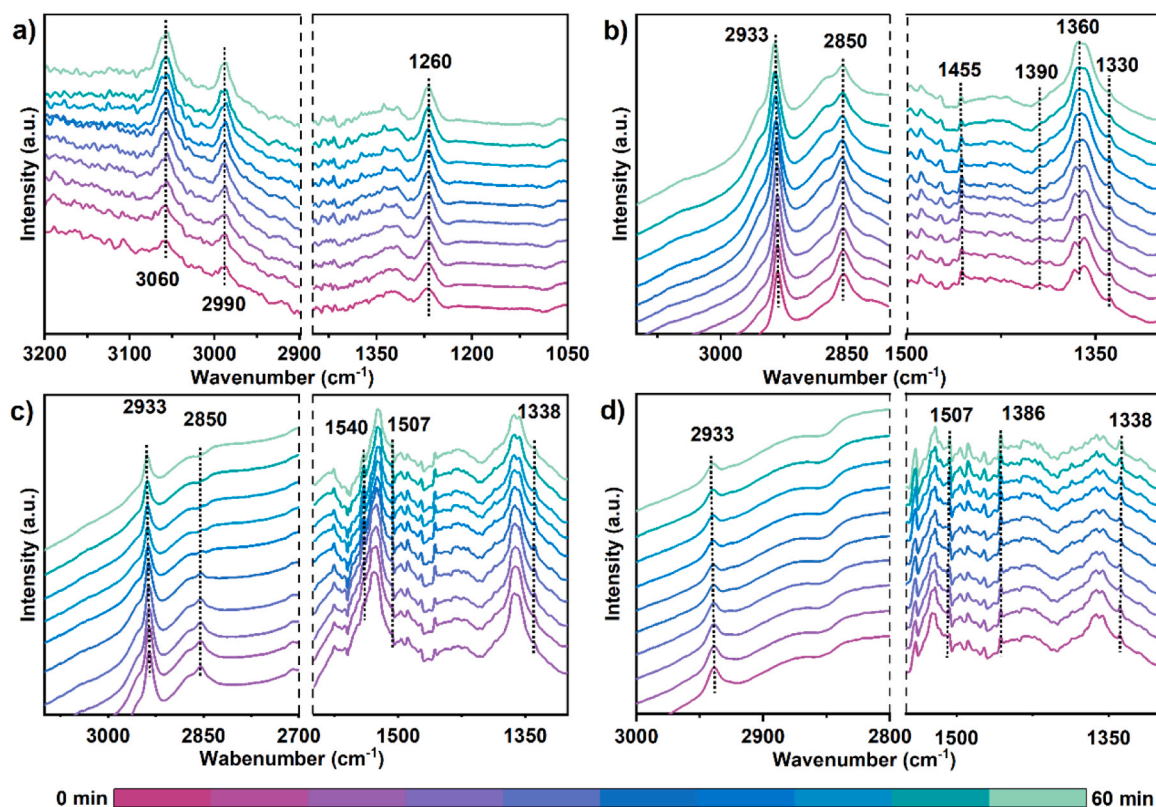 a)
3060
2990
1260
Intensity (a.u.)
3200 3100 3000 2900 1350 1200 1050
Wavenumber (cm⁻¹)
b)
2933
2850
1455
1390
1360
1330
Intensity (a.u.)
3000 2850 1500 1350
Wavenumber (cm⁻¹)
c)
2933
2850
1540
1507
1338
Intensity (a.u.)
3000 2850 2700 1500 1350
Wabenumber (cm⁻¹)
d)
2933
1507
1386
1338
Intensity (a.u.)
3000 2900 2800 1500 1350
Wavenumber (cm⁻¹)
0 min 60 min